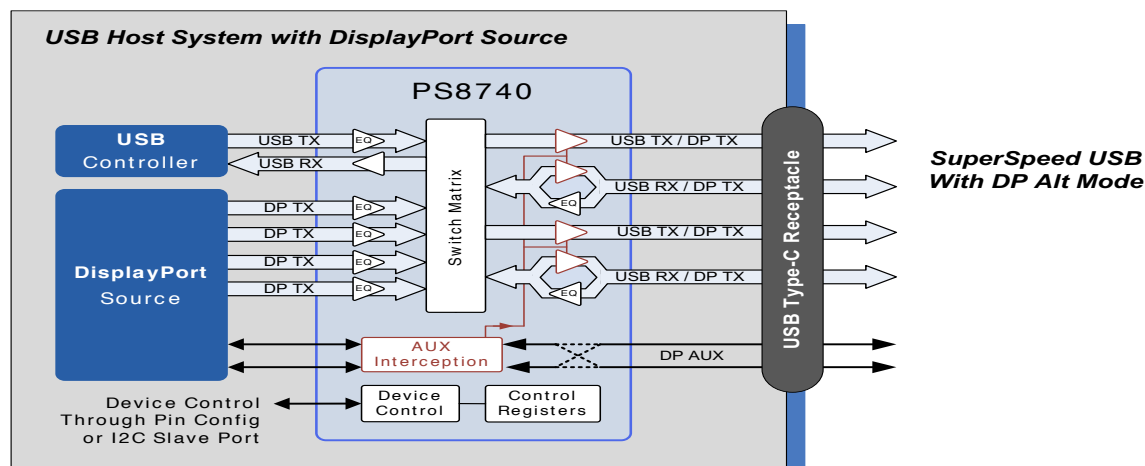 USB Host System with DisplayPort Source
PS8740
USB
Controller
USB TX
EQ
USB RX
DisplayPort
Source
DP TX
EQ
DP TX
EQ
DP TX
EQ
DP TX
EQ
Switch Matrix
USB TX / DP TX
USB RX / DP TX
EQ
USB TX / DP TX
USB RX / DP TX
EQ
AUX
Interception
DP AUX
Device
Control
Control
Registers
Device Control
Through Pin Config
or I2C Slave Port
USB Type-C Receptacle
SuperSpeed USB
With DP Alt Mode